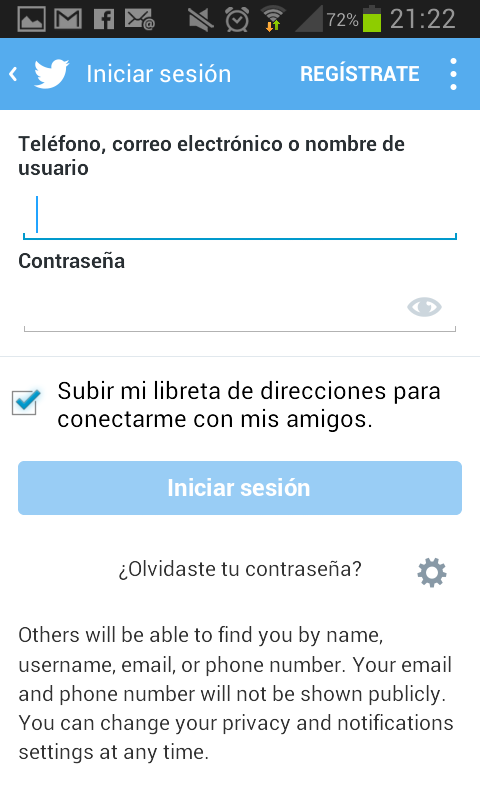 72% 21:22
Iniciar sesión REGÍSTRATE
Teléfono, correo electrónico o nombre de
usuario
Contraseña
Subir mi libreta de direcciones para
conectarme con mis amigos.
Iniciar sesión
¿Olvidaste tu contraseña?
Others will be able to find you by name,
username, email, or phone number. Your email
and phone number will not be shown publicly.
You can change your privacy and notifications
settings at any time.